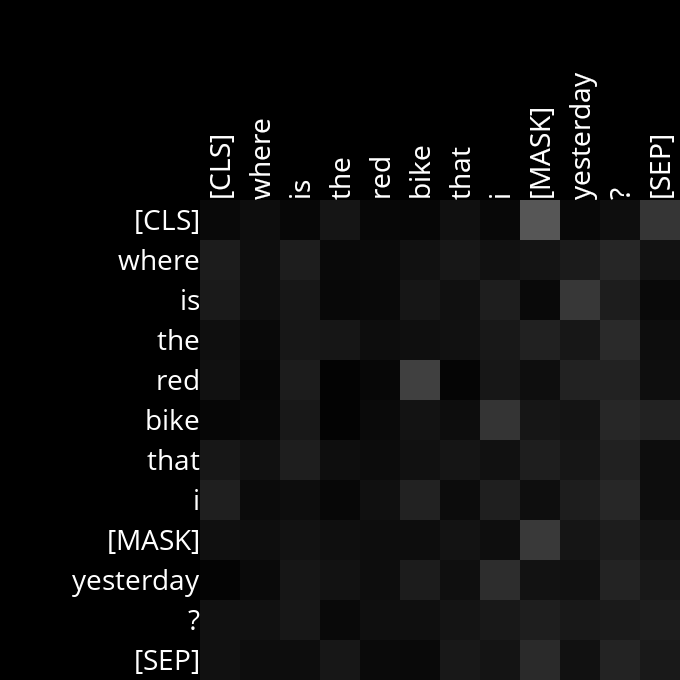 [CLS] where is the red bike that i [MASK] yesterday ? [SEP]
[CLS]
where
is
the
red
bike
that
i
[MASK]
yesterday
?
[SEP]